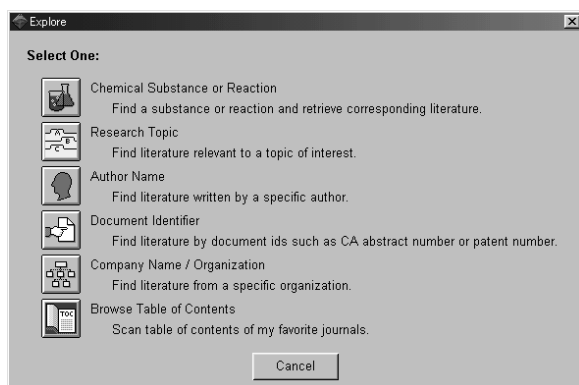 Explore
Select One:
Chemical Substance or Reaction
Find a substance or reaction and retrieve corresponding literature.
Research Topic
Find literature relevant to a topic of interest.
Author Name
Find literature written by a specific author.
Document Identifier
Find literature by document ids such as CA abstract number or patent number.
Company Name / Organization
Find literature from a specific organization.
TOC
Browse Table of Contents
Scan table of contents of my favorite journals.
Cancel